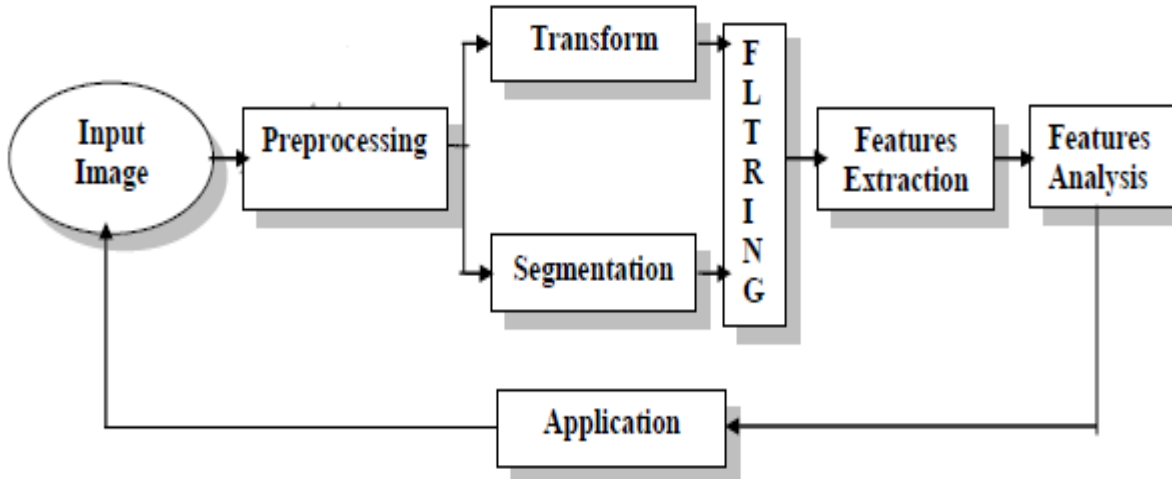 Input
Image
Preprocessing
Transform
Segmentation
F
L
T
R
I
N
G
Features
Extraction
Features
Analysis
Application